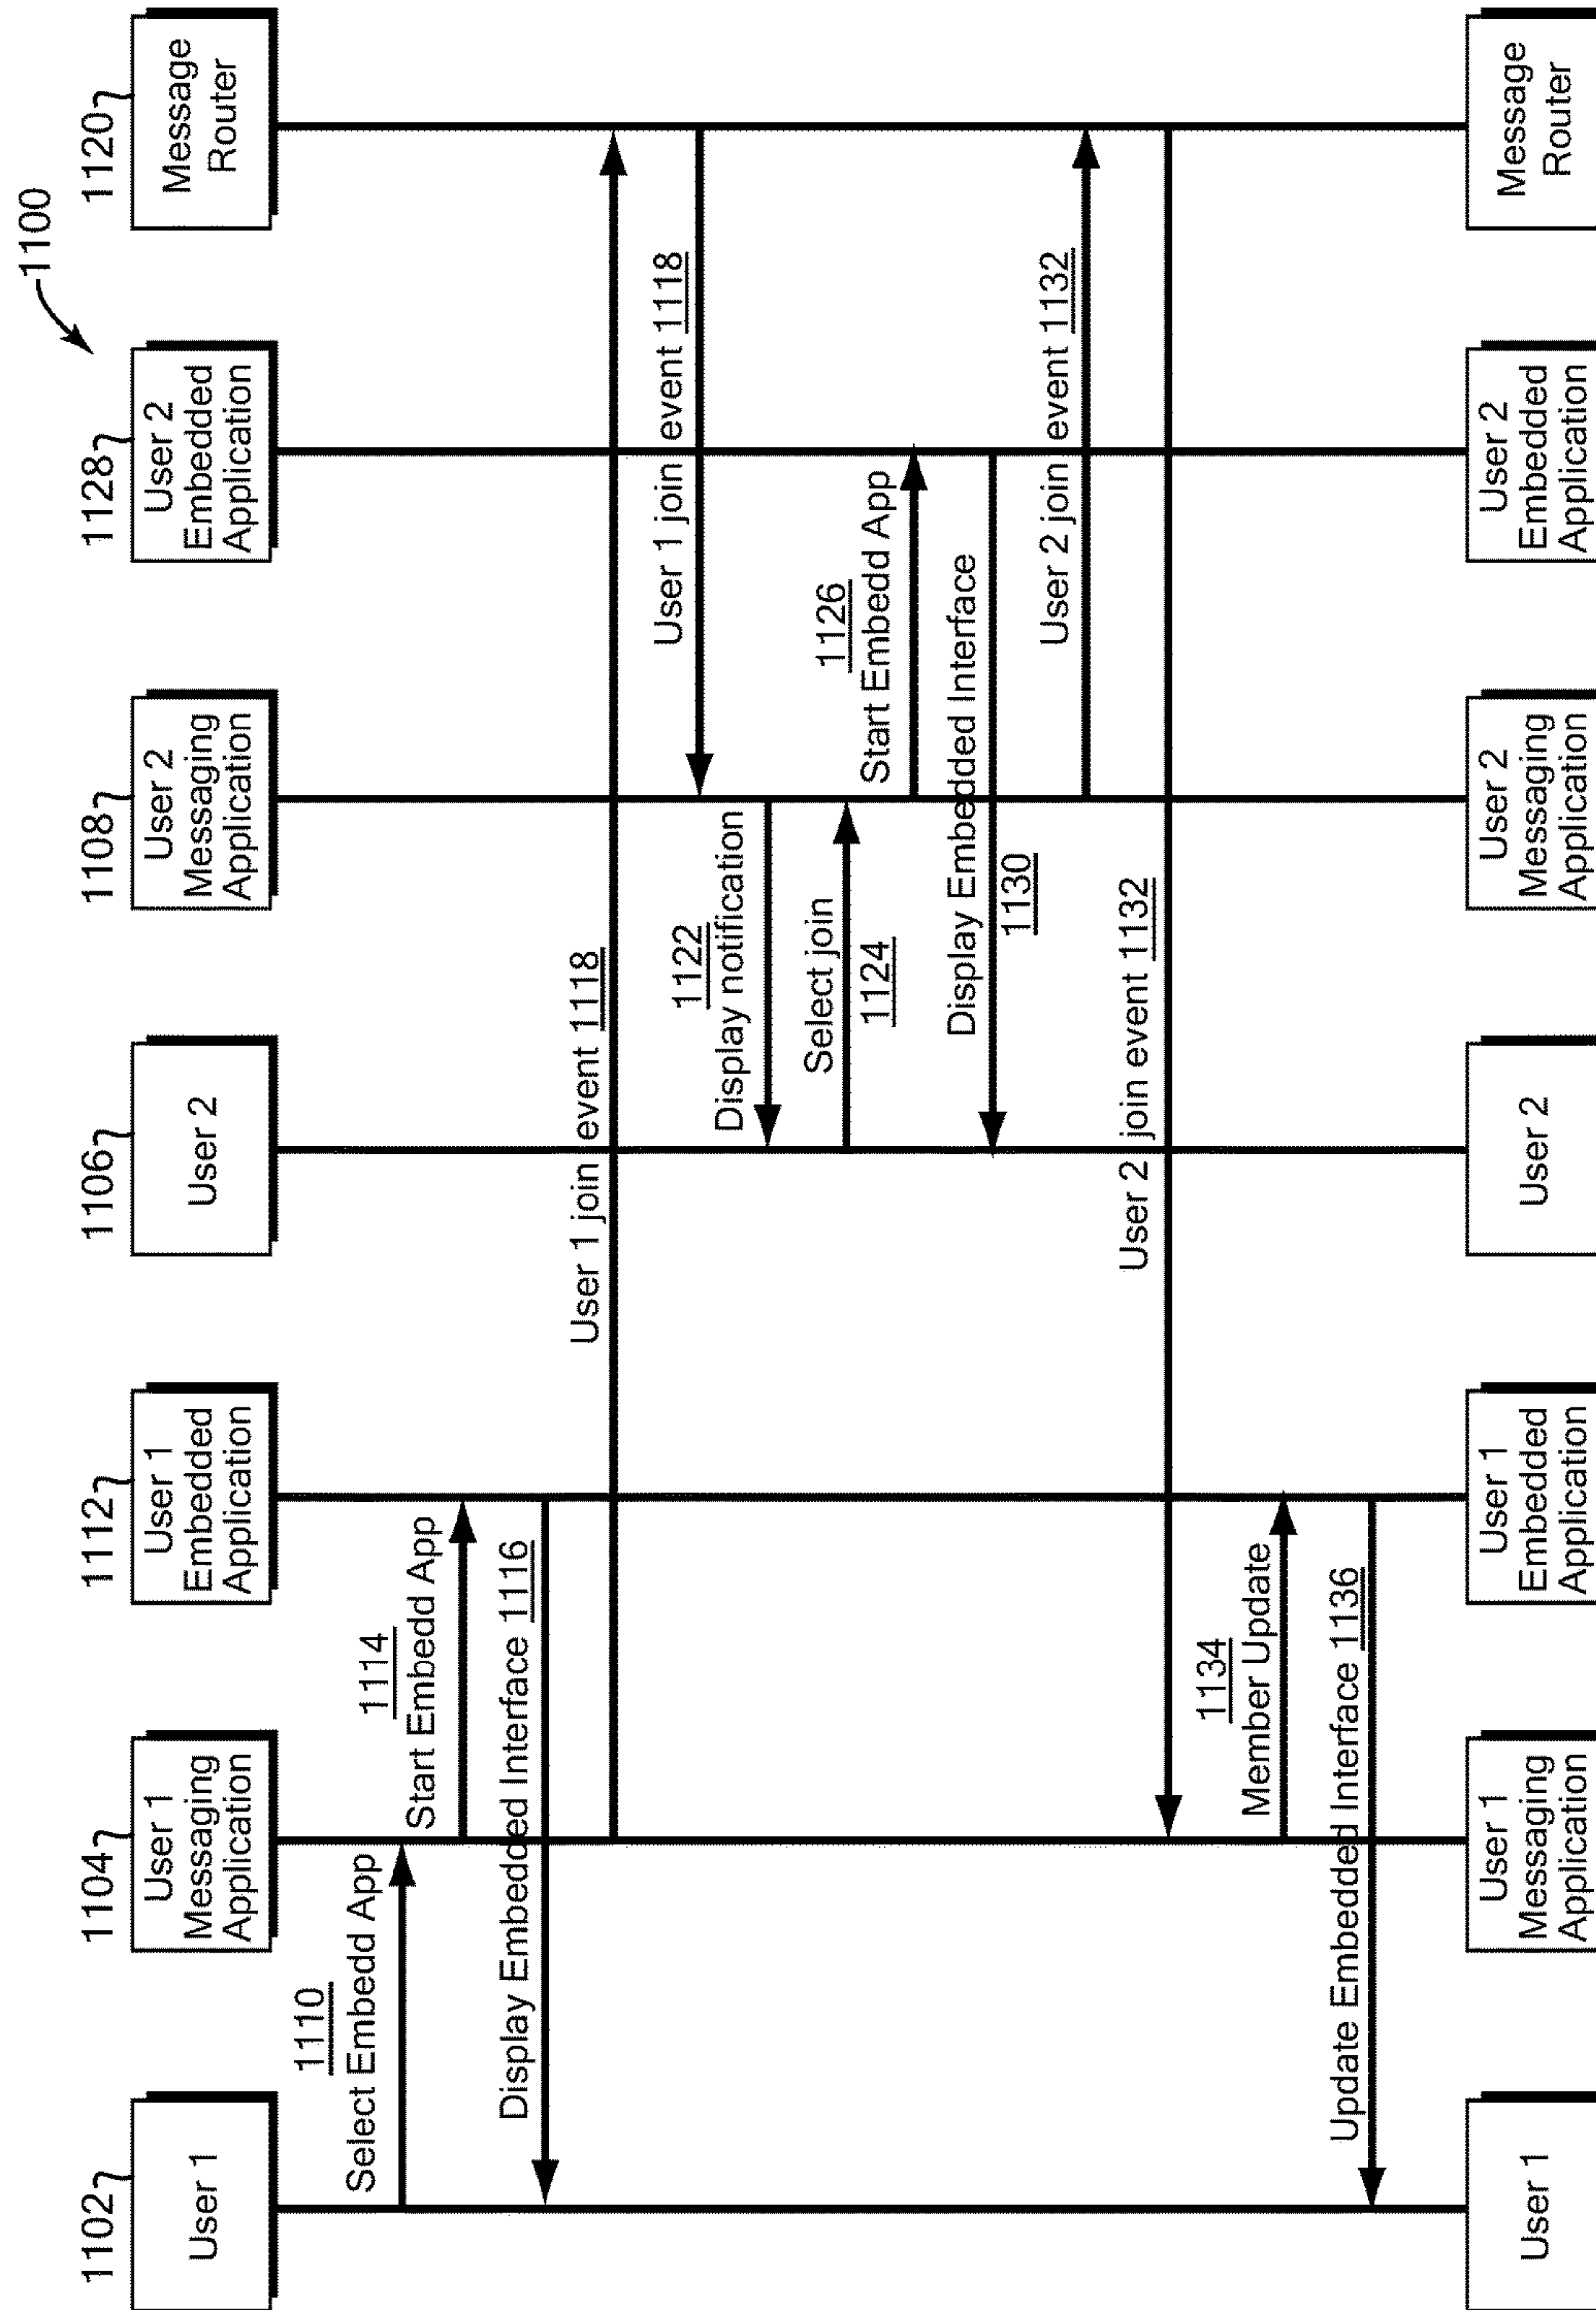 1100
1102
User 1
1104
User 1
Messaging
Application
1112
User 1
Embedded
Application
1106
User 2
1108
User 2
Messaging
Application
1128
User 2
Embedded
Application
1120
Message
Router
1110
Select Embedd App
1114
Start Embedd App
Display Embedded Interface 1116
User 1 join event 1118
User 1 join event 1118
1122
Display notification
Select join
1124
1126
Start Embedd App
Display Embedded Interface
1130
User 2 join event 1132
User 2 join event 1132
1134
Member Update
Update Embedded Interface 1136
User 1
User 1
Messaging
Application
User 1
Embedded
Application
User 2
User 2
Messaging
Application
User 2
Embedded
Application
Message
Router